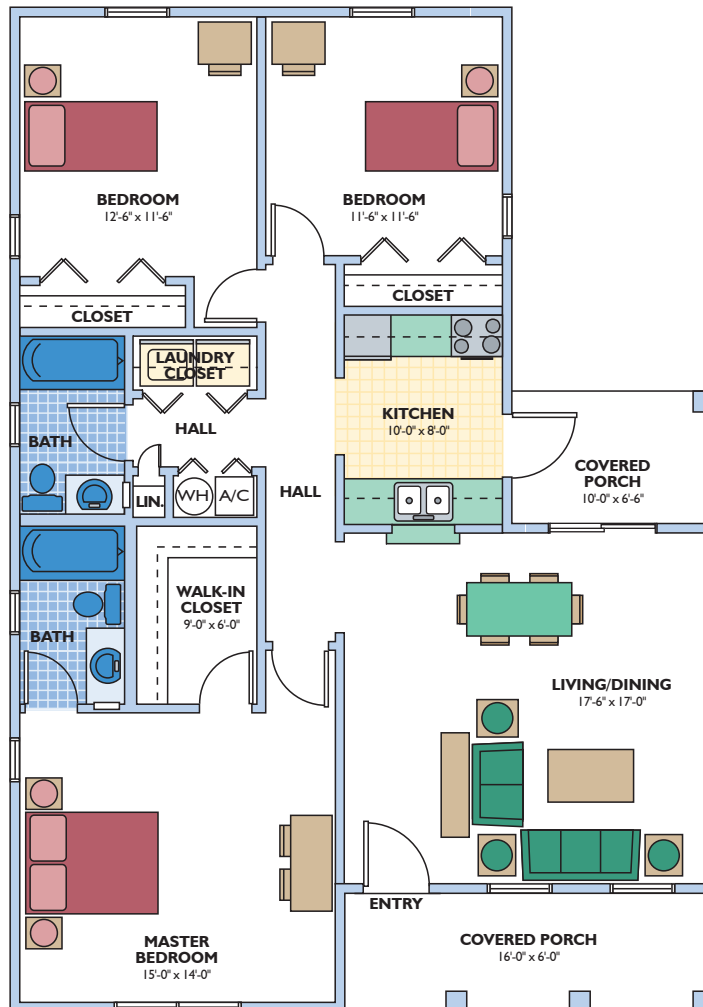 BEDROOM
12'-6" x 11'-6"
BEDROOM
11'-6" x 11'-6"
CLOSET
CLOSET
LAUNDRY
CLOSET
KITCHEN
10'-0" x 8'-0"
HALL
BATH
COVERED
PORCH
10'-0" x 6'-6"
LIN.
WH
A/C
HALL
WALK-IN
CLOSET
9'-0" x 6'-0"
BATH
LIVING/DINING
17'-6" x 17'-0"
ENTRY
MASTER
BEDROOM
15'-0" x 14'-0"
COVERED PORCH
16'-0" x 6'-0"